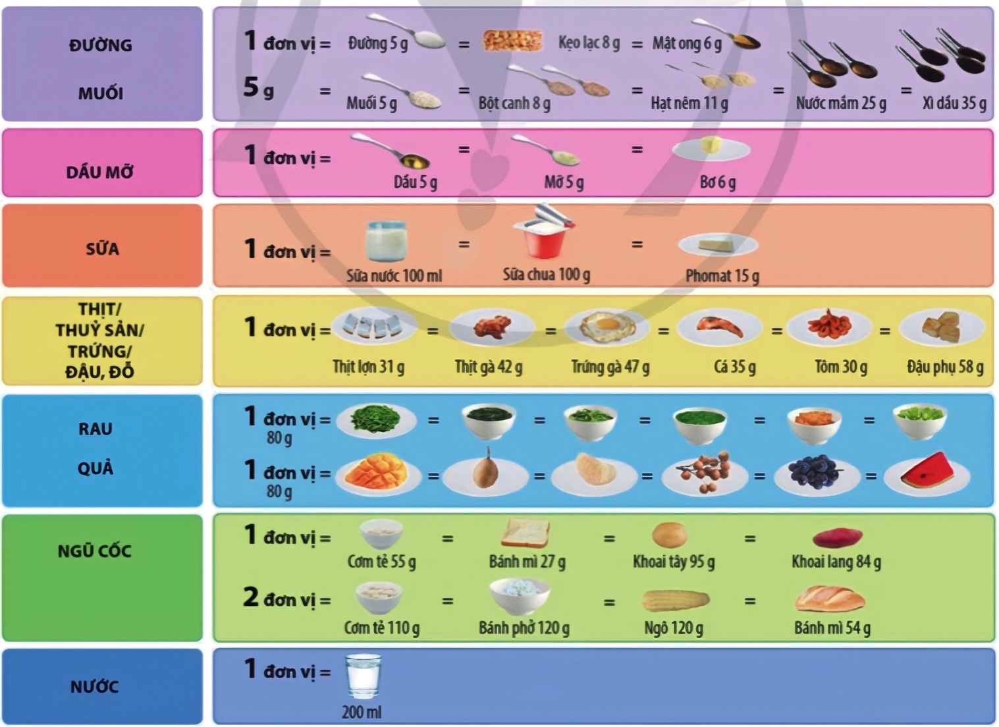 ĐƯỜNG
MUỐI
1 đơn vị = Đường 5 g = Kẹo lạc 8 g = Mật ong 6 g
5 g = = = = =
Muối 5 g Bột canh 8 g Hạt nêm 11 g Nước mắm 25 g Xì dầu 35 g
DẦU MỠ
1 đơn vị = = =
Dầu 5 g Mỡ 5 g Bơ 6 g
SỮA
1 đơn vị = = =
Sữa nước 100 ml Sữa chua 100 g Phomat 15 g
THỊT/
THUỶ SẢN/
TRỨNG/
ĐẬU, ĐỖ
1 đơn vị = = = = = =
Thịt lợn 31 g Thịt gà 42 g Trứng gà 47 g Cá 35 g Tôm 30 g Đậu phụ 58 g
RAU
QUẢ
1 đơn vị = = = = = =
80 g
1 đơn vị = = = = = =
80 g
NGŨ CỐC
1 đơn vị = = = =
Cơm tẻ 55 g Bánh mì 27 g Khoai tây 95 g Khoai lang 84 g
2 đơn vị = = = =
Cơm tẻ 110 g Bánh phở 120 g Ngô 120 g Bánh mì 54 g
NƯỚC
1 đơn vị =
200 ml